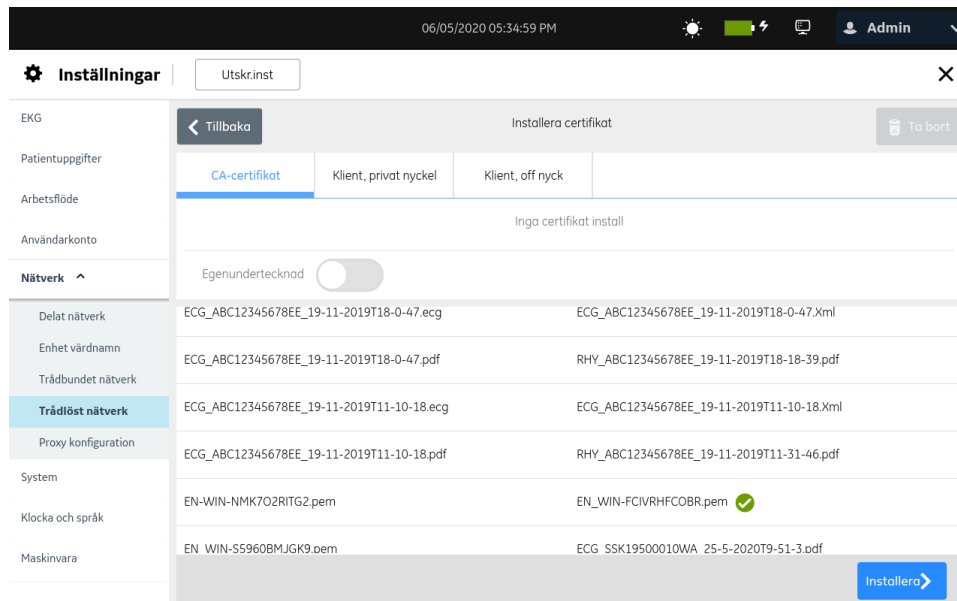 06/05/2020 05:34:59 PM
Admin
Inställningar
Utskr.inst
EKG
Patientuppgifter
Arbetsflöde
Användarkonto
Nätverk
Delat nätverk
Enhet värdnamn
Trådbundet nätverk
Trådlöst nätverk
Proxy konfiguration
System
Klocka och språk
Maskinvara
Tillbaka
Installera certifikat
Ta bort
CA-certifikat
Klient, privat nyckel
Klient, off nyck
Inga certifikat install
Egenundertecknad
ECG_ABC12345678EE_19-11-2019T18-0-47.ecg
ECG_ABC12345678EE_19-11-2019T18-0-47.Xml
ECG_ABC12345678EE_19-11-2019T18-0-47.pdf
RHY_ABC12345678EE_19-11-2019T18-18-39.pdf
ECG_ABC12345678EE_19-11-2019T11-10-18.ecg
ECG_ABC12345678EE_19-11-2019T11-10-18.Xml
ECG_ABC12345678EE_19-11-2019T11-10-18.pdf
RHY_ABC12345678EE_19-11-2019T11-31-46.pdf
EN-WIN-NMK7O2RITG2.pem
EN_WIN-FCIVRHFCOBR.pem
EN_WIN-S5960BMJGK9.pem
ECG_SSK19500010WA_25-5-2020T9-51-3.pdf
Installera